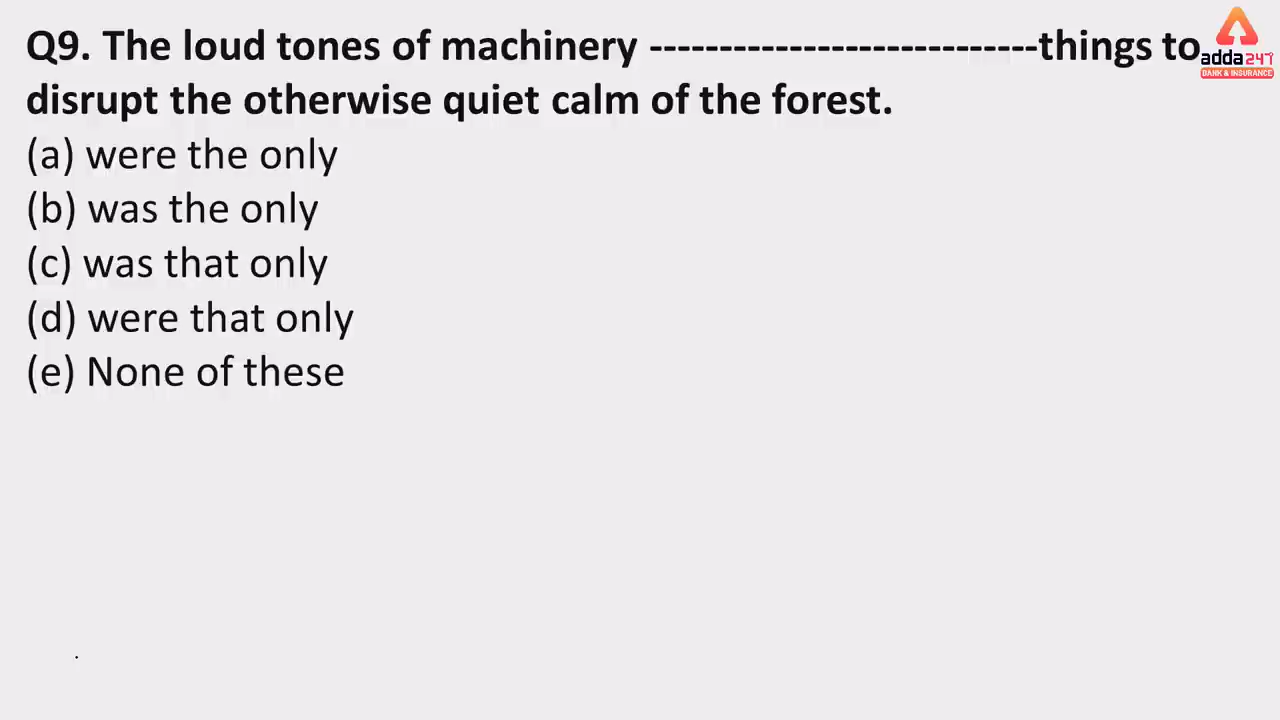 Q9. The loud tones of machinery ----------------------------things to
disrupt the otherwise quiet calm of the forest.
(a) were the only
(b) was the only
(c) was that only
(d) were that only
(e) None of these
adda247
BANK & INSURANCE